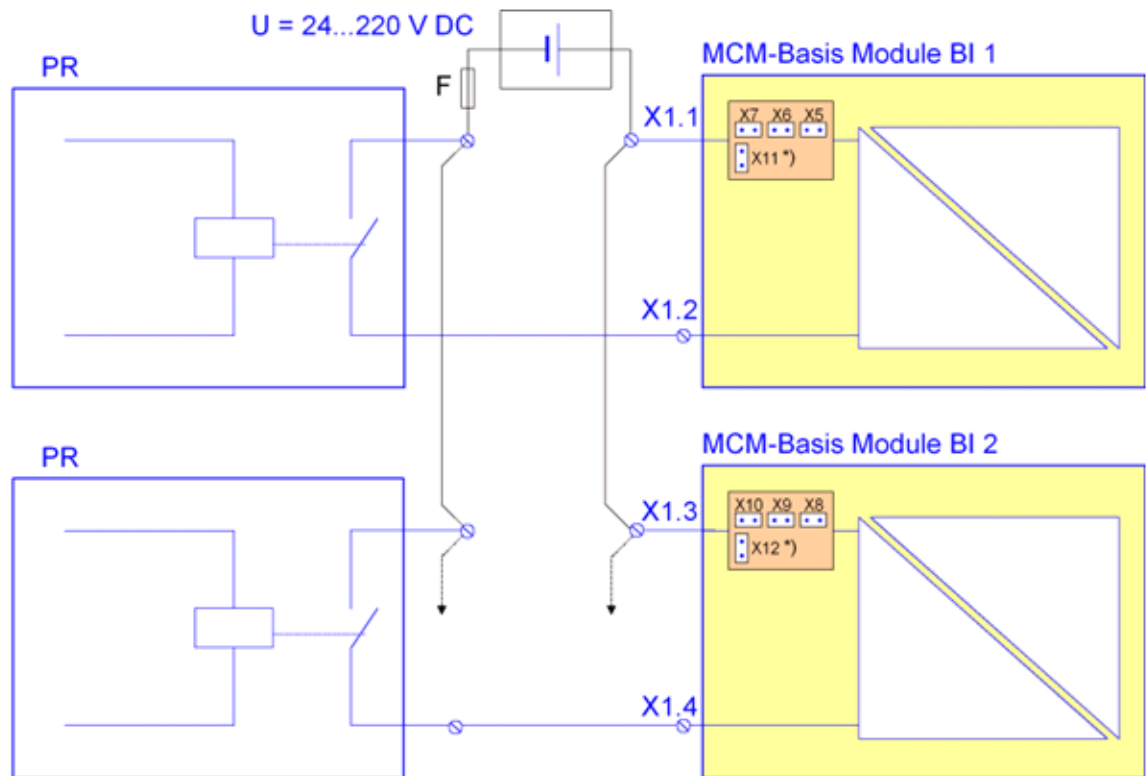 U = 24...220 V DC
PR
F
MCM-Basis Module BI 1
X1.1
X7 X6 X5
X11 *)
X1.2
PR
MCM-Basis Module BI 2
X1.3
X10 X9 X8
X12 *)
X1.4